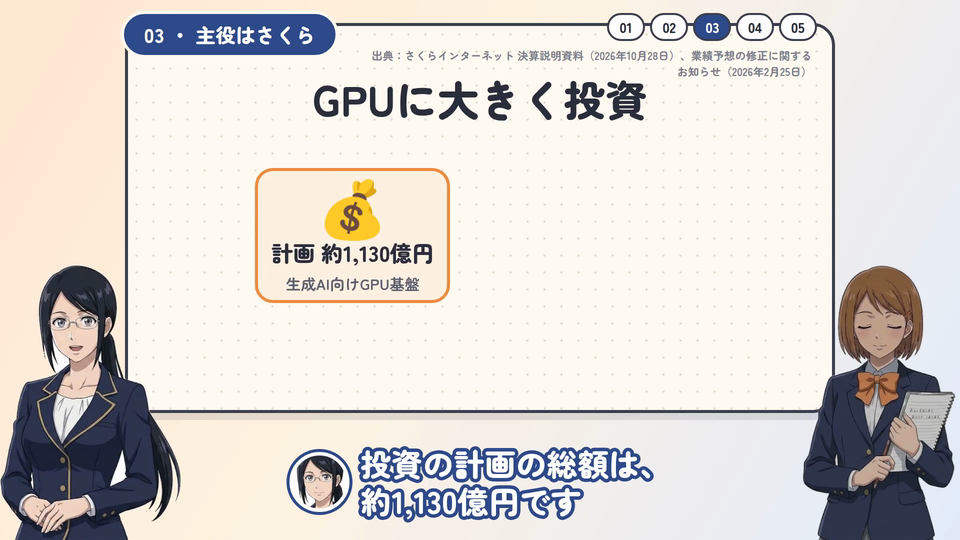 03 ・ 主役はさくら
01 02 03 04 05
出典：さくらインターネット 決算説明資料（2026年10月28日）、業績予想の修正に関する
お知らせ（2026年2月25日）
GPUに大きく投資
計画 約1,130億円
生成AI向けGPU基盤
投資の計画の総額は、
約1,130億円です